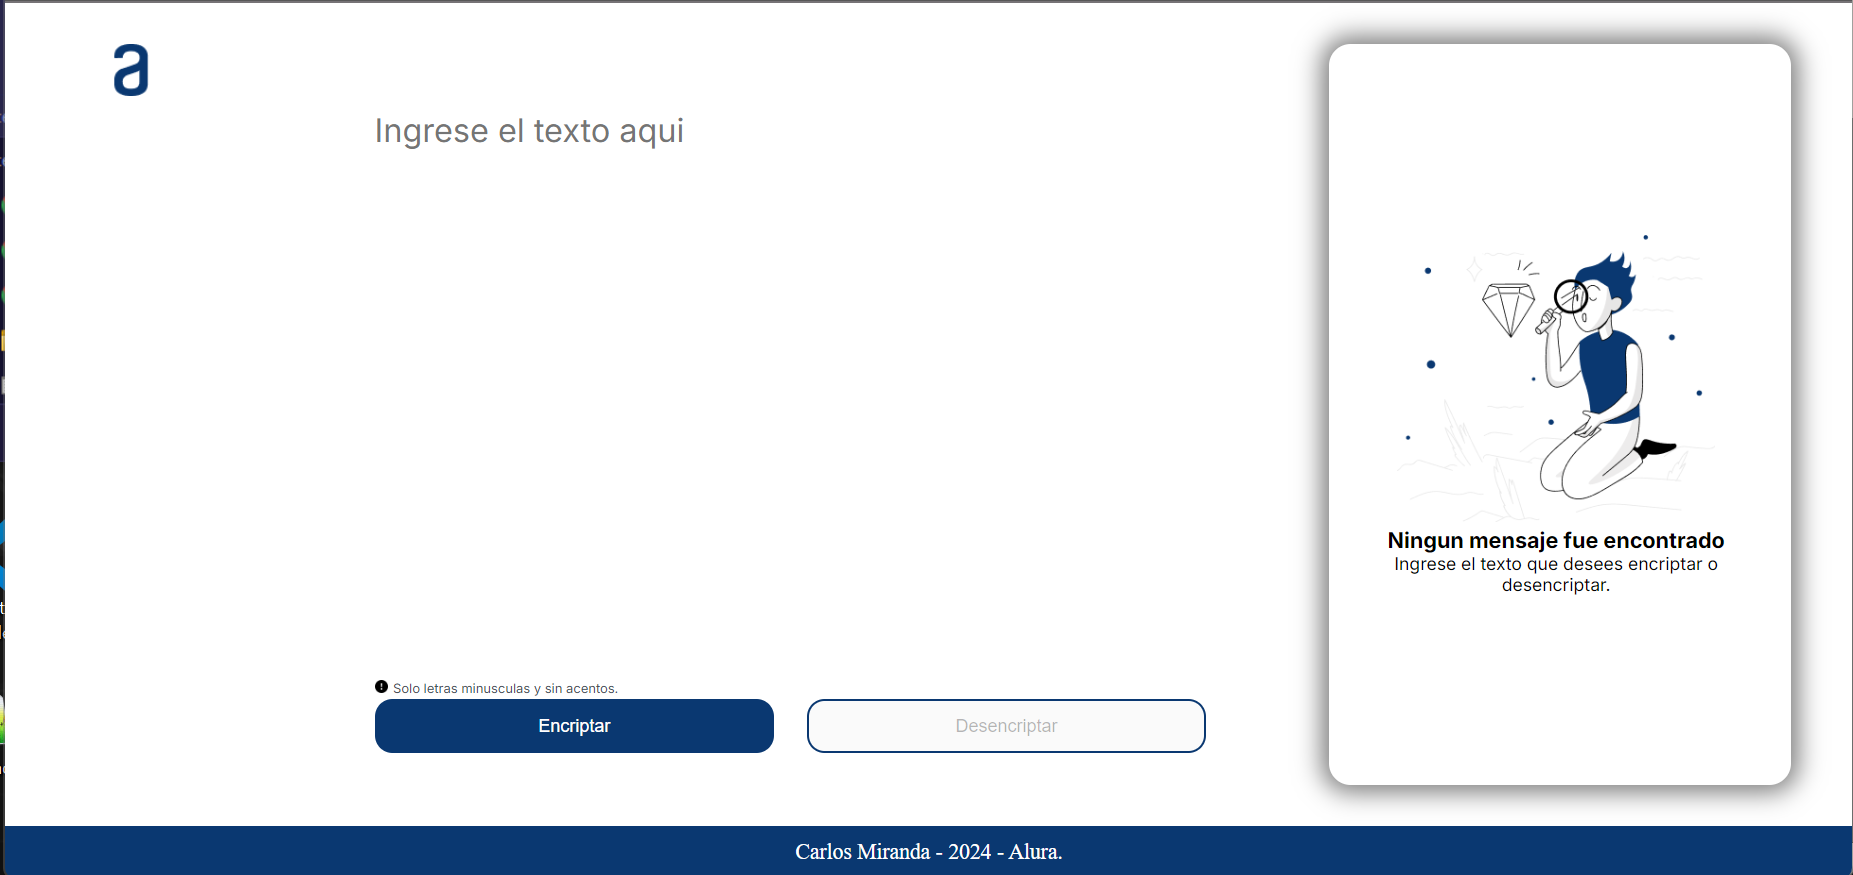 a
Ingrese el texto aqui
Solo letras minusculas y sin acentos.
Encriptar
Desencriptar
Ningun mensaje fue encontrado
Ingrese el texto que desees encriptar o
desencriptar.
Carlos Miranda - 2024 - Alura.